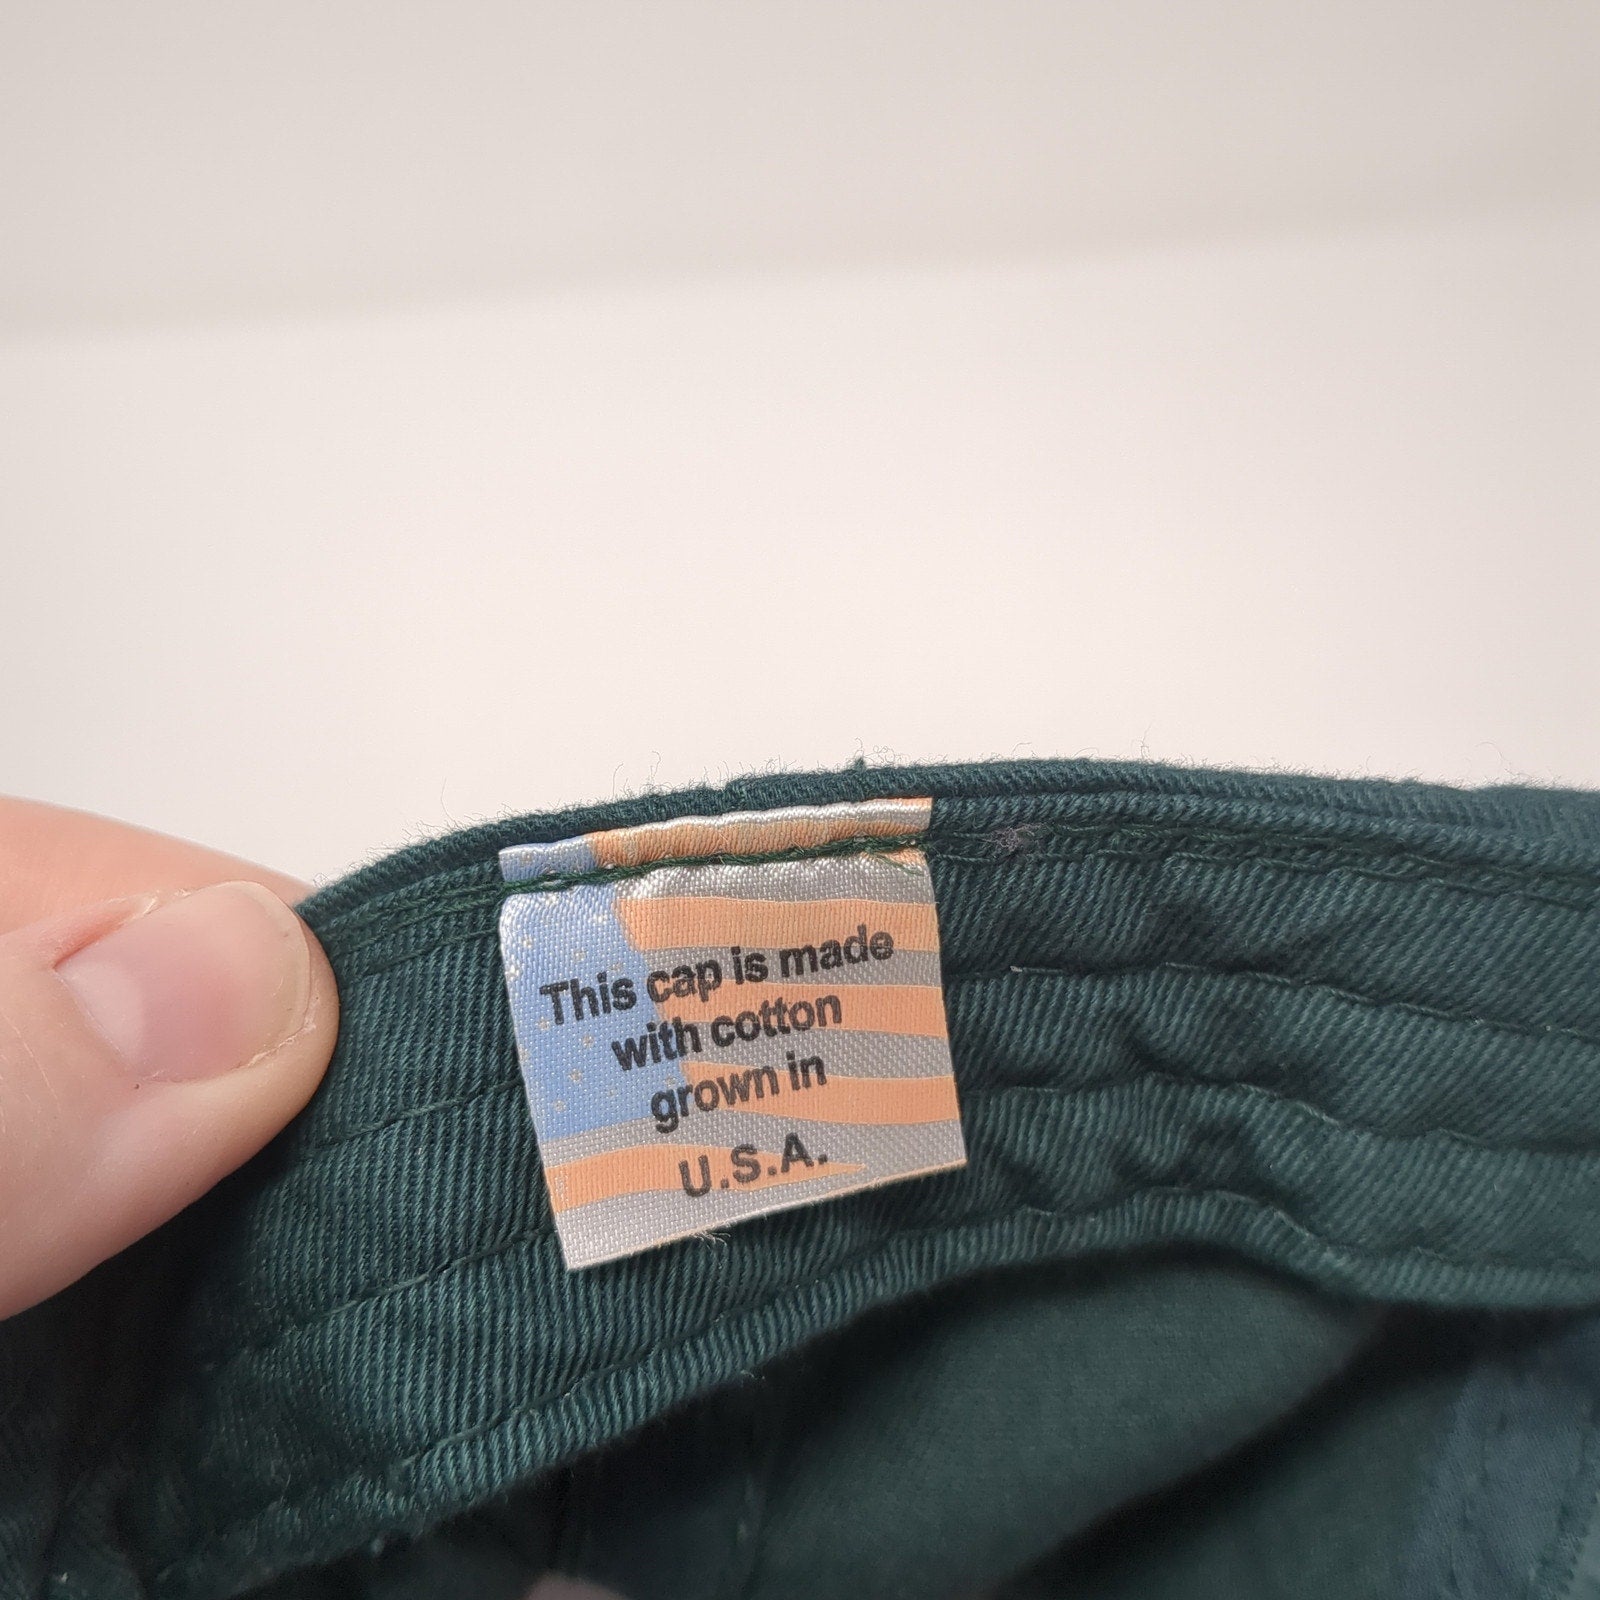 This cap is made
with cotton
grown in
U.S.A.